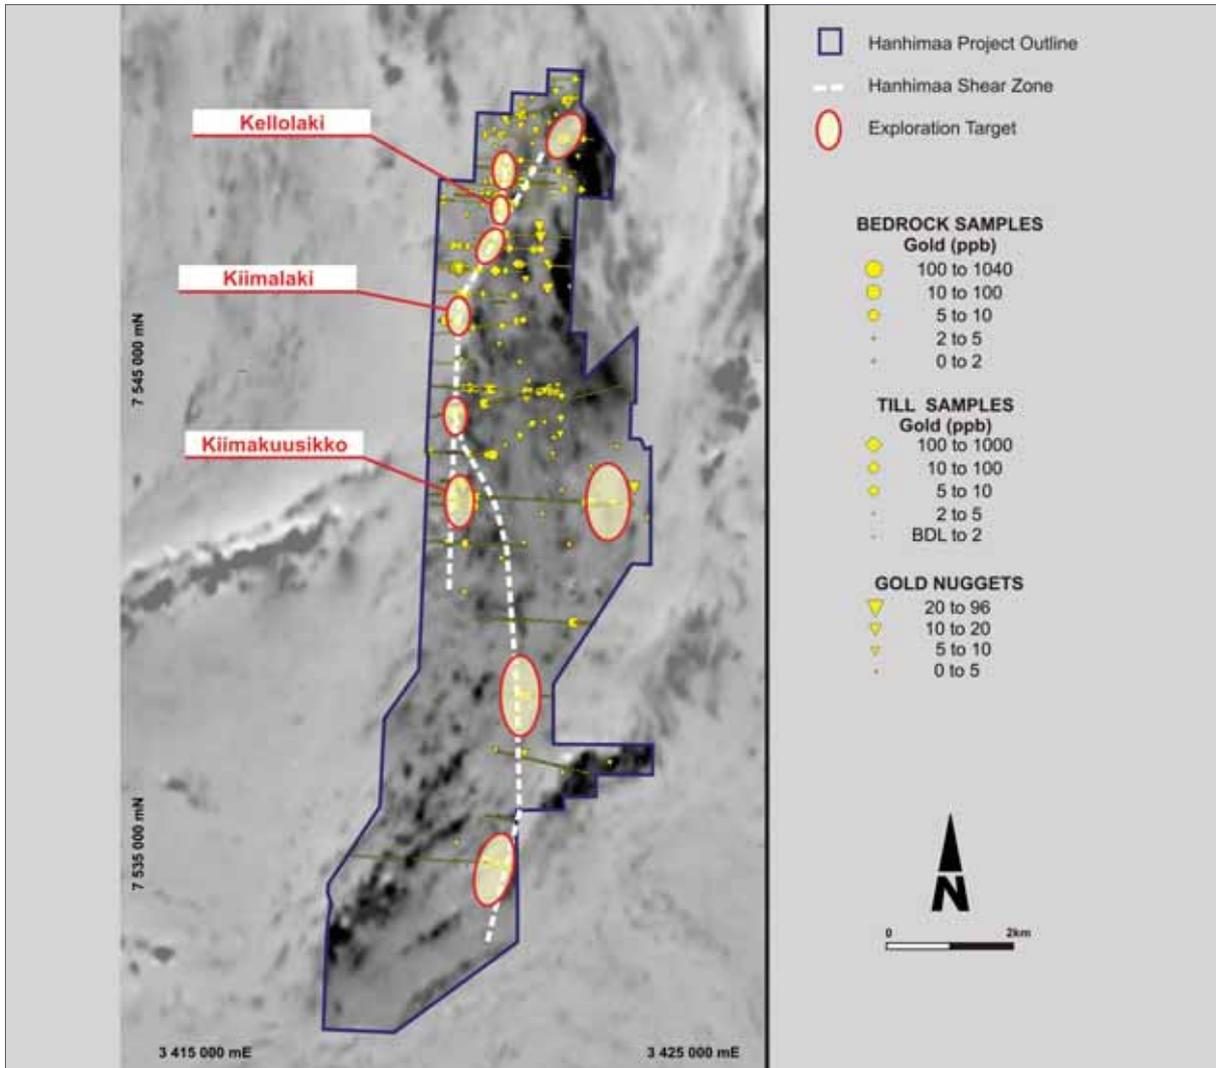 Kellolaki
Kiimalaki
Kiimakuusikko
7 545 000 mN
7 535 000 mN
3 415 000 mE
3 425 000 mE
Hanhimaa Project Outline
Hanhimaa Shear Zone
Exploration Target
BEDROCK SAMPLES
Gold (ppb)
100 to 1040
10 to 100
5 to 10
2 to 5
0 to 2
TILL SAMPLES
Gold (ppb)
100 to 1000
10 to 100
5 to 10
2 to 5
BDL to 2
GOLD NUGGETS
20 to 96
10 to 20
5 to 10
0 to 5
N
0 2km